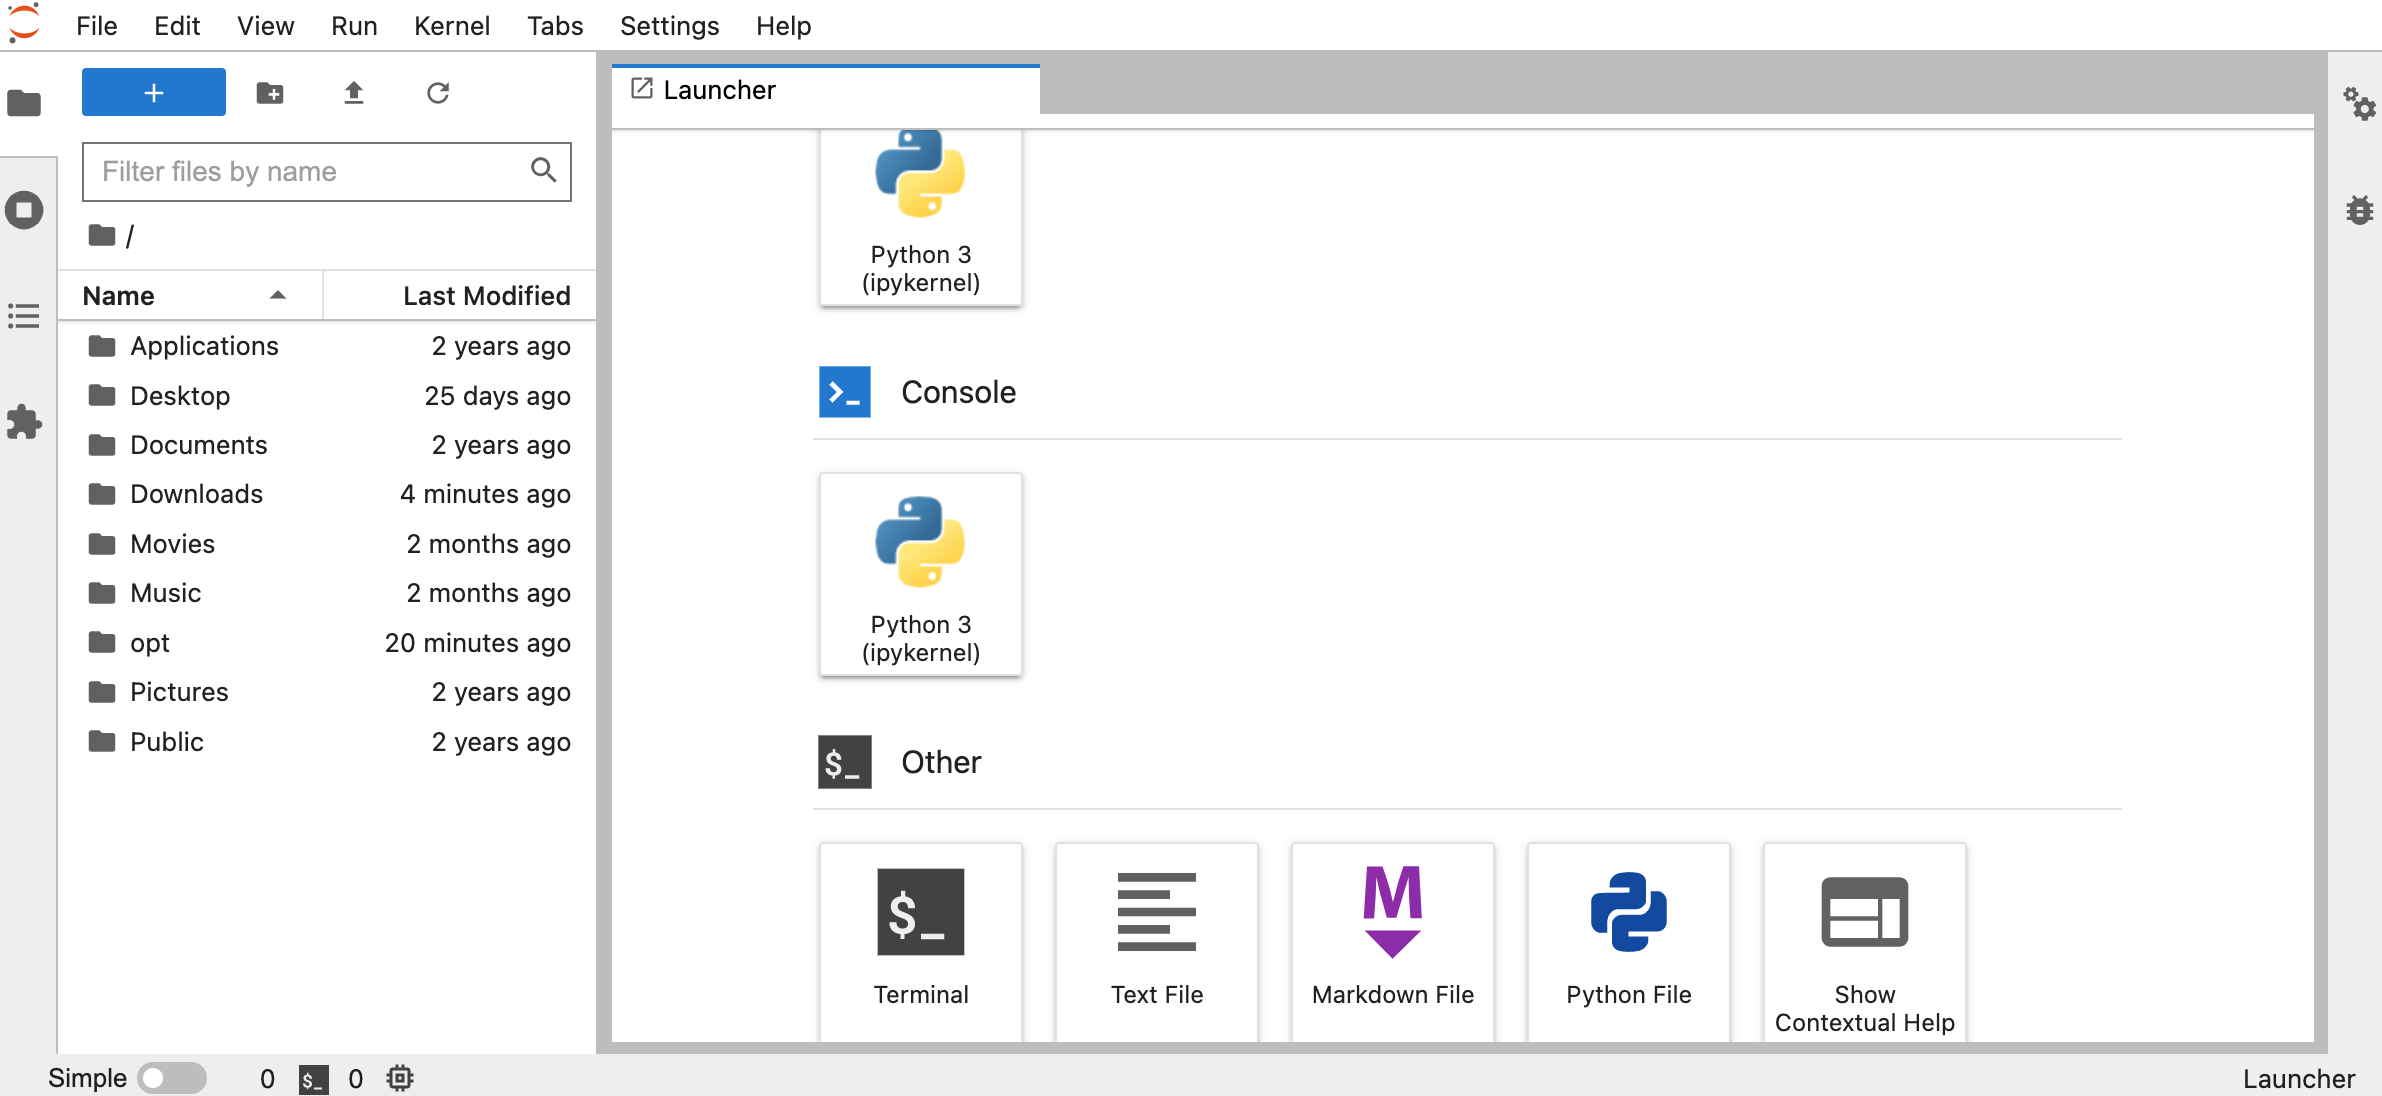 File Edit View Run Kernel Tabs Settings Help
+
Filter files by name
/
Name Last Modified
Applications 2 years ago
Desktop 25 days ago
Documents 2 years ago
Downloads 4 minutes ago
Movies 2 months ago
Music 2 months ago
opt 20 minutes ago
Pictures 2 years ago
Public 2 years ago
Launcher
Python 3
(ipykernel)
Console
Python 3
(ipykernel)
$_ Other
$_
Terminal
Text File
M
Markdown File
Python File
Show
Contextual Help
Simple 0 $_ 0
Launcher